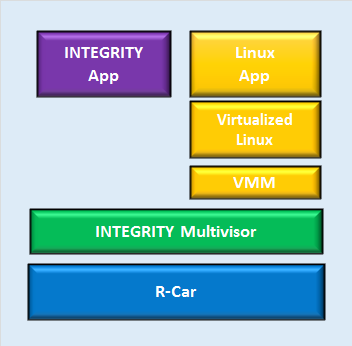 INTEGRITY
App
Linux
App
Virtualized
Linux
VMM
INTEGRITY Multivisor
R-Car